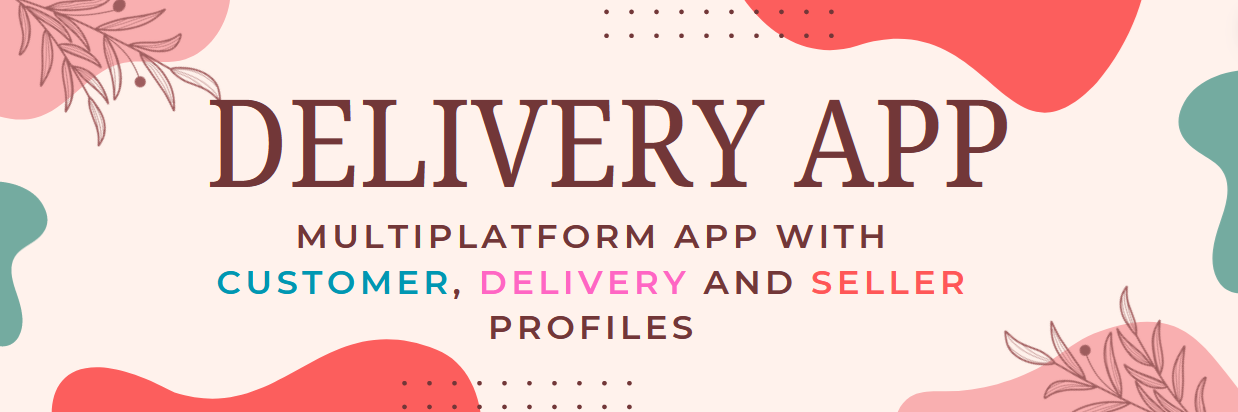 DELIVERY APP
MULTIPLATFORM APP WITH
CUSTOMER, DELIVERY AND SELLER
PROFILES